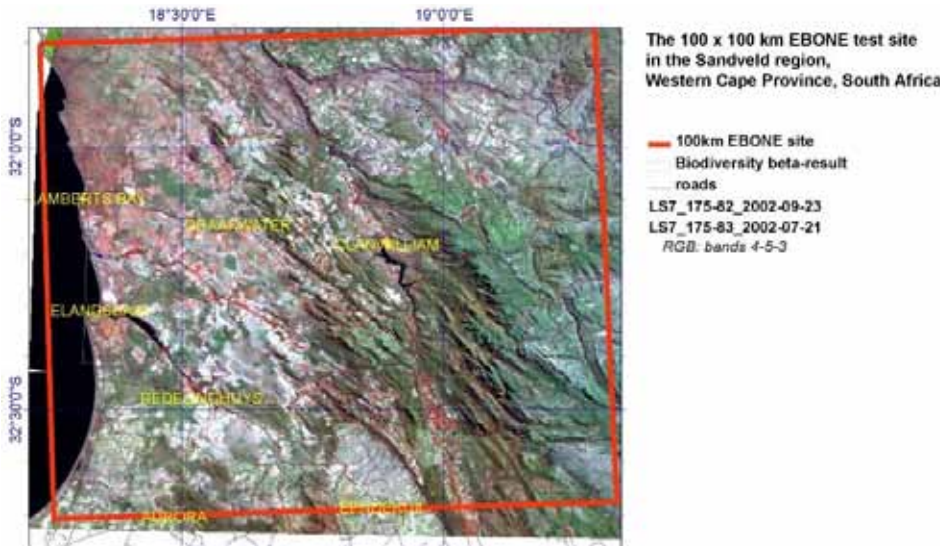 18°30'0"E
19°0'0"E
32°0'0"S
32°30'0"S
AMBERTS BAY
GRAAFWATER
CLANWILLIAM
REDELINGHUYS
AURORA
The 100 x 100 km EBONE test site
in the Sandveld region,
Western Cape Province, South Africa
100km EBONE site
Biodiversity beta-result
roads
LS7_175-82_2002-09-23
LS7_175-83_2002-07-21
RGB: bands 4-5-3